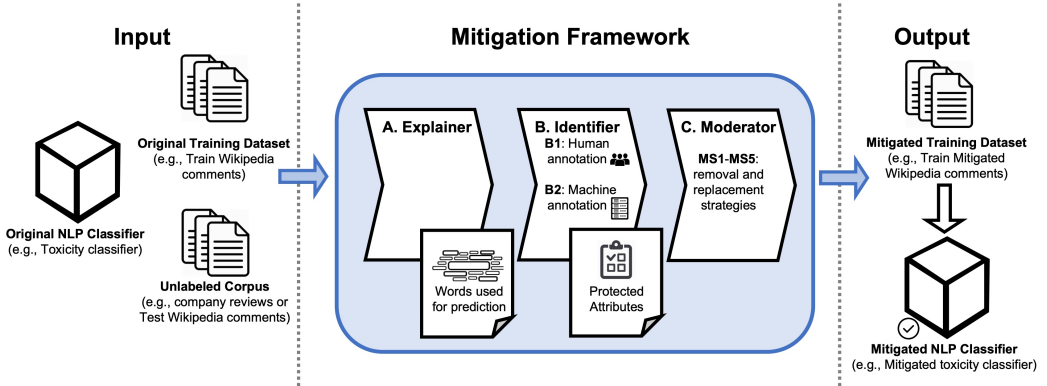 Input
Original Training Dataset
(e.g., Train Wikipedia
comments)
Original NLP Classifier
(e.g., Toxicity classifier)
Unlabeled Corpus
(e.g., company reviews or
Test Wikipedia comments)
Mitigation Framework
A. Explainer
Words used
for prediction
B. Identifier
B1: Human
annotation
B2: Machine
annotation
Protected
Attributes
C. Moderator
MS1-MS5:
removal and
replacement
strategies
Output
Mitigated Training Dataset
(e.g., Train Mitigated
Wikipedia comments)
Mitigated NLP Classifier
(e.g., Mitigated toxicity classifier)